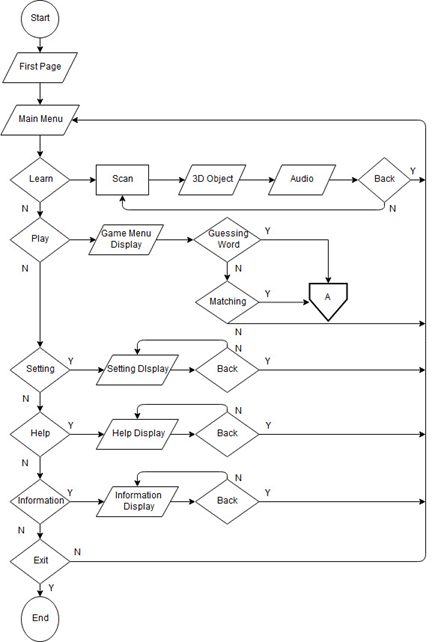 Start
First Page
Main Menu
Learn
Scan
3D Object
Audio
Back
Y
N
N
Play
Game Menu
Display
Guessing
Word
Y
N
N
Matching
Y
A
N
Setting
Y
Setting DIsplay
Back
N
Y
N
Help
Y
Help Display
Back
N
Y
N
Information
Y
Information
Display
Back
N
Y
N
Exit
N
Y
End